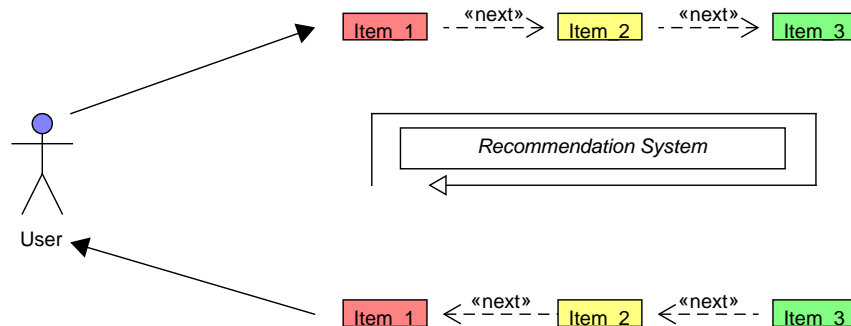 Item_1 «next» Item_2 «next» Item_3
Recommendation System
User
Item_1 «next» Item_2 «next» Item_3